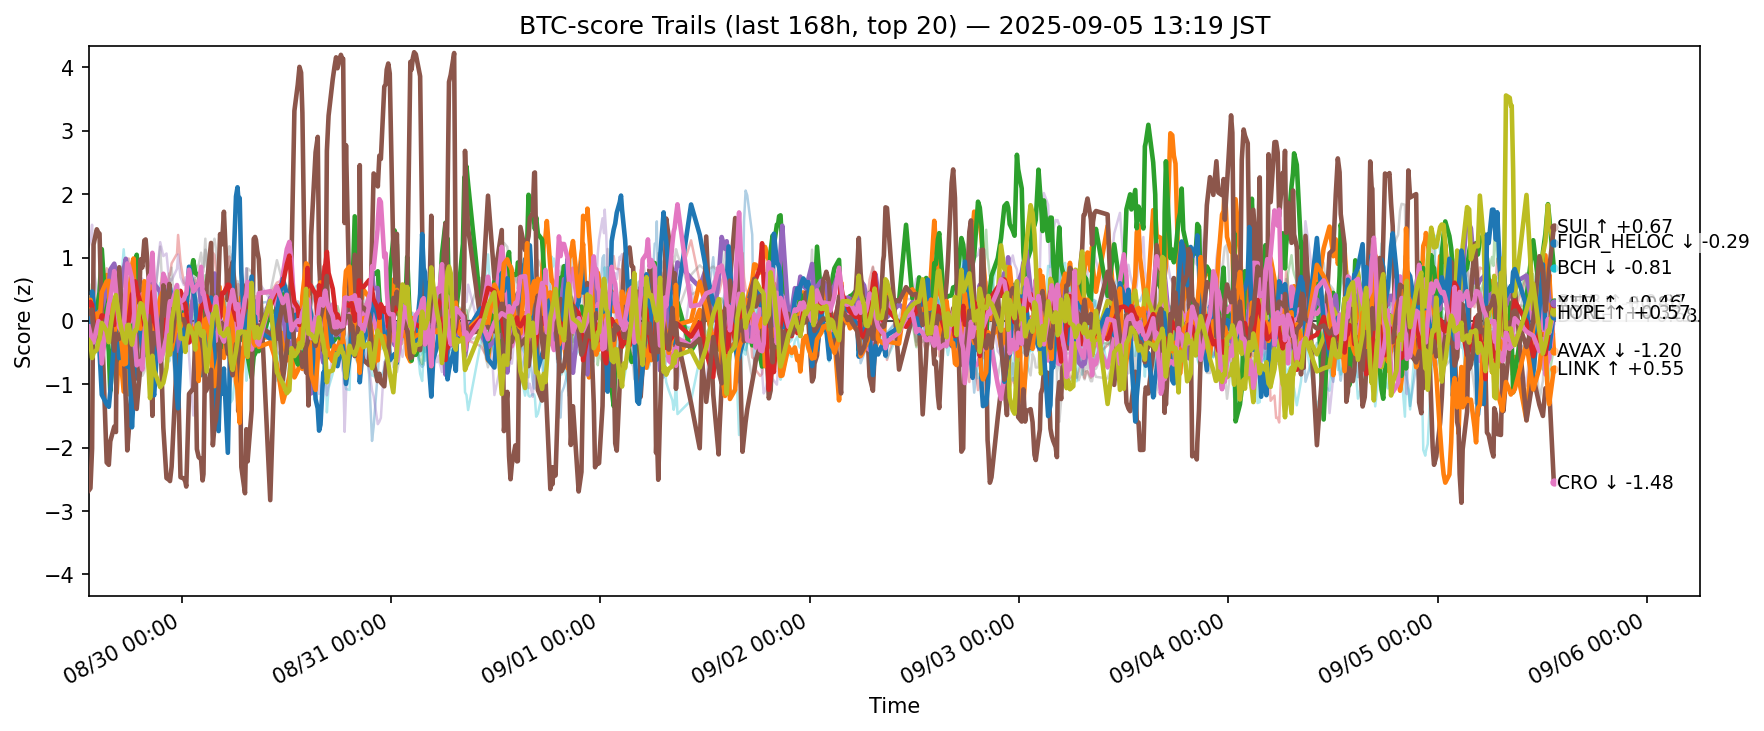 BTC-score Trails (last 168h, top 20) — 2025-09-05 13:19 JST
Score (z)
4
3
2
1
0
−1
−2
−3
−4
SUI ↑ +0.67
FIGR_HELOC ↓ -0.29
BCH ↓ -0.81
XLM ↑ +0.46
HYPE ↑ +0.57
AVAX ↓ -1.20
LINK ↑ +0.55
CRO ↓ -1.48
08/30 00:00
08/31 00:00
09/01 00:00
09/02 00:00
09/03 00:00
09/04 00:00
09/05 00:00
09/06 00:00
Time